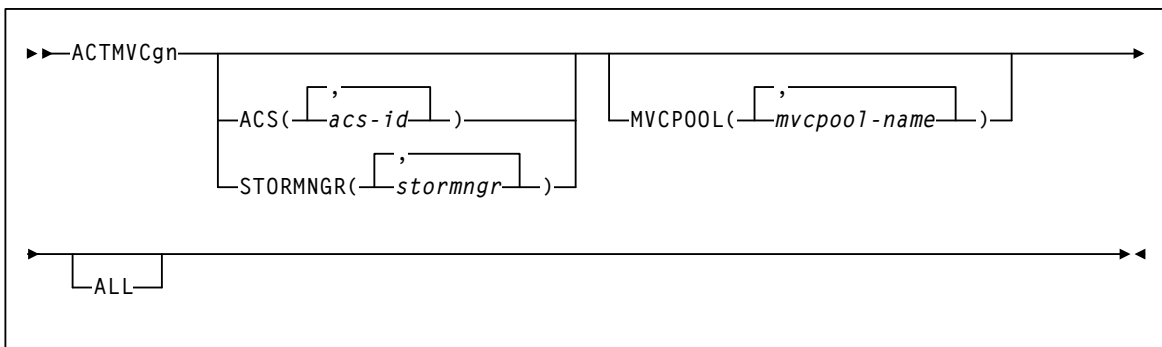 ACTMVCgn
,
ACS( acs-id )
,
MVCPOOL( mvcpool-name )
,
STORMNGR( stormngr )
ALL